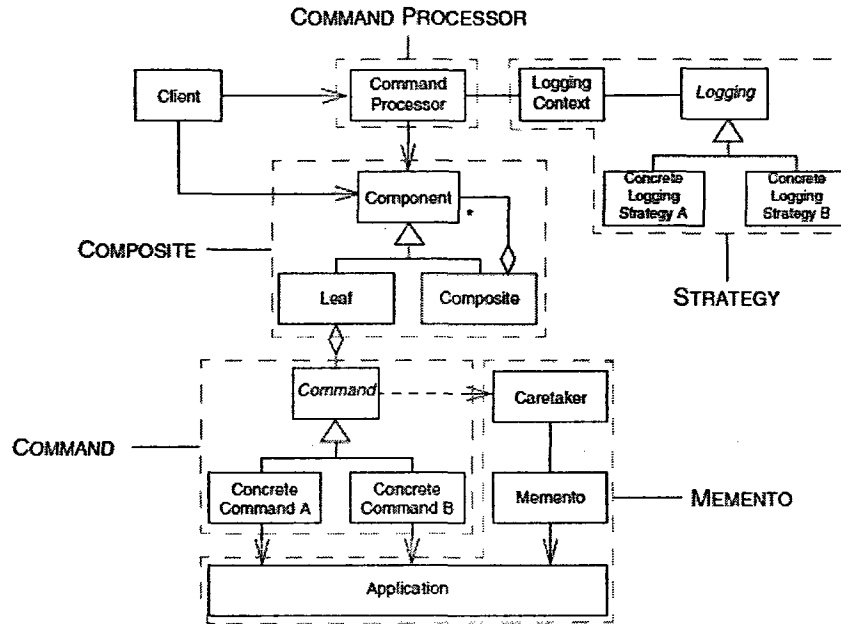 COMMAND PROCESSOR
Client
Command
Processor
Logging
Context
Logging
Component
*
Concrete
Logging
Strategy A
Concrete
Logging
Strategy B
COMPOSITE
Leaf
Composite
STRATEGY
Command
Caretaker
COMMAND
Concrete
Command A
Concrete
Command B
Memento
MEMENTO
Application